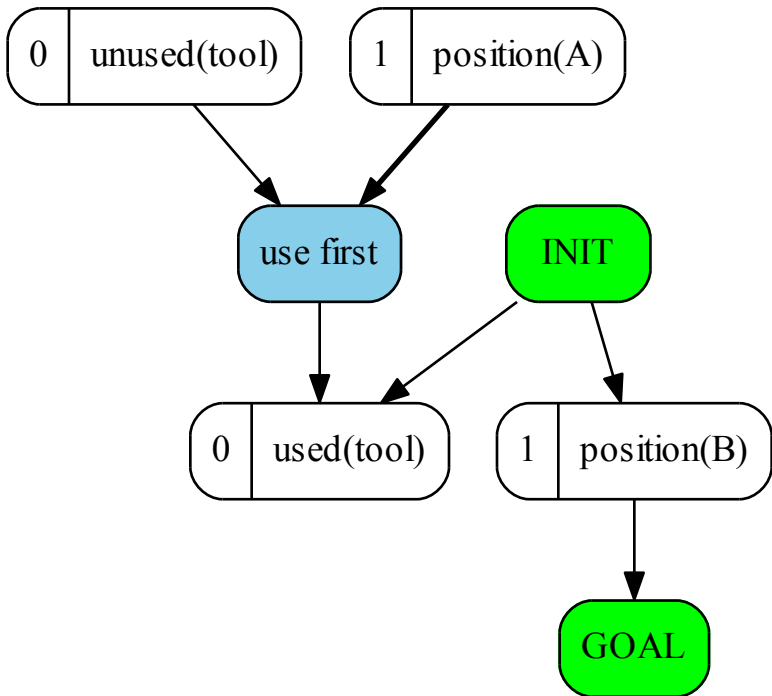 0 unused(tool)
1 position(A)
use first
INIT
0 used(tool)
1 position(B)
GOAL